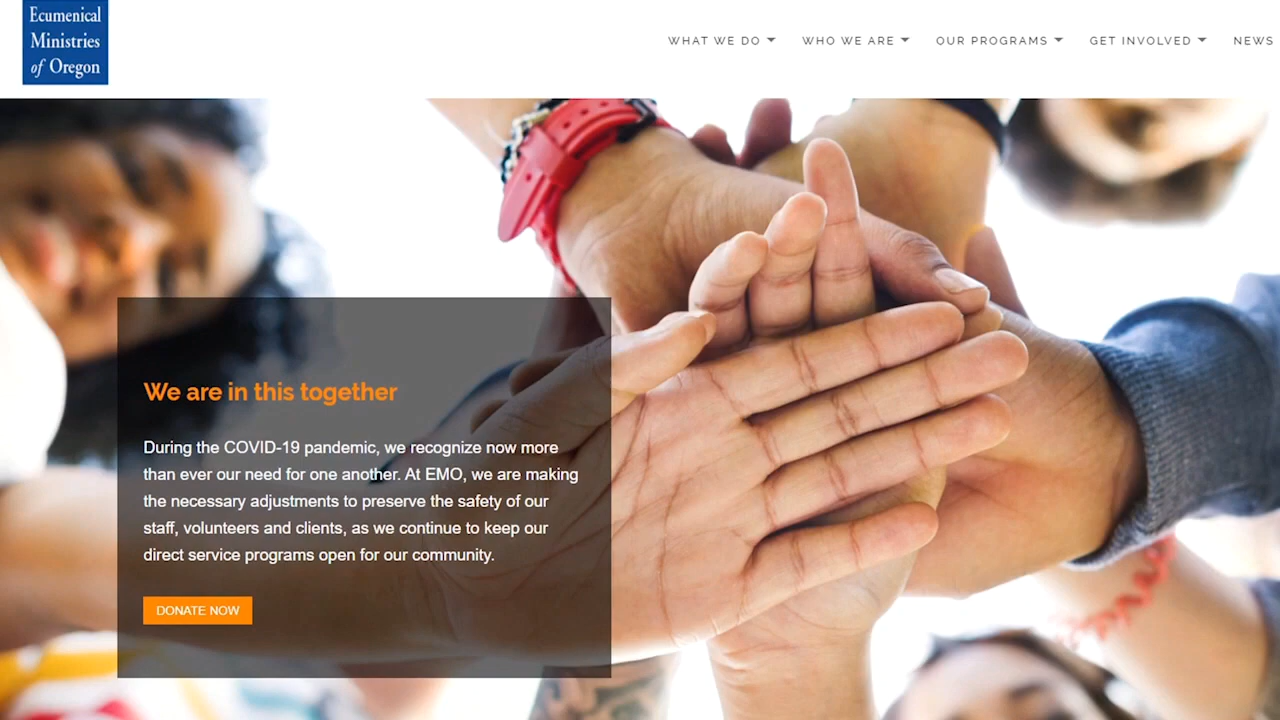 Ecumenical
Ministries
of Oregon
WHAT WE DO
WHO WE ARE
OUR PROGRAMS
GET INVOLVED
NEWS
We are in this together
During the COVID-19 pandemic, we recognize now more
than ever our need for one another. At EMO, we are making
the necessary adjustments to preserve the safety of our
staff, volunteers and clients, as we continue to keep our
direct service programs open for our community.
DONATE NOW